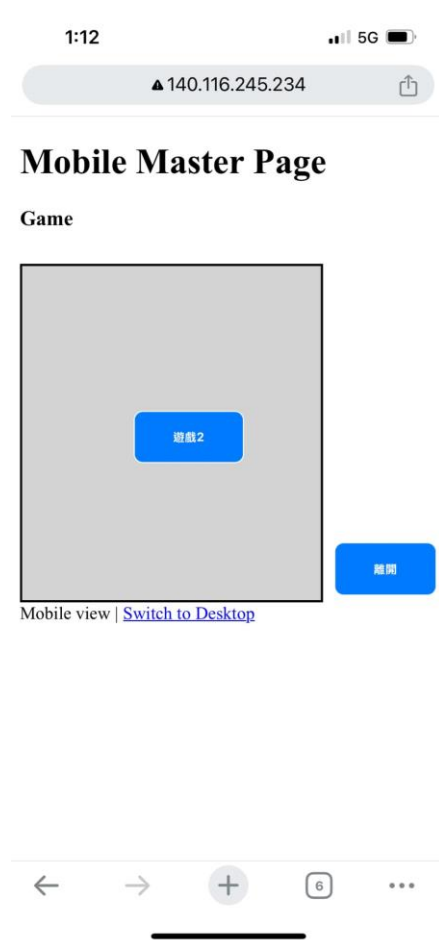 1:12
5G
140.116.245.234
Mobile Master Page
Game
遊戲2
離開
Mobile view | Switch to Desktop
6